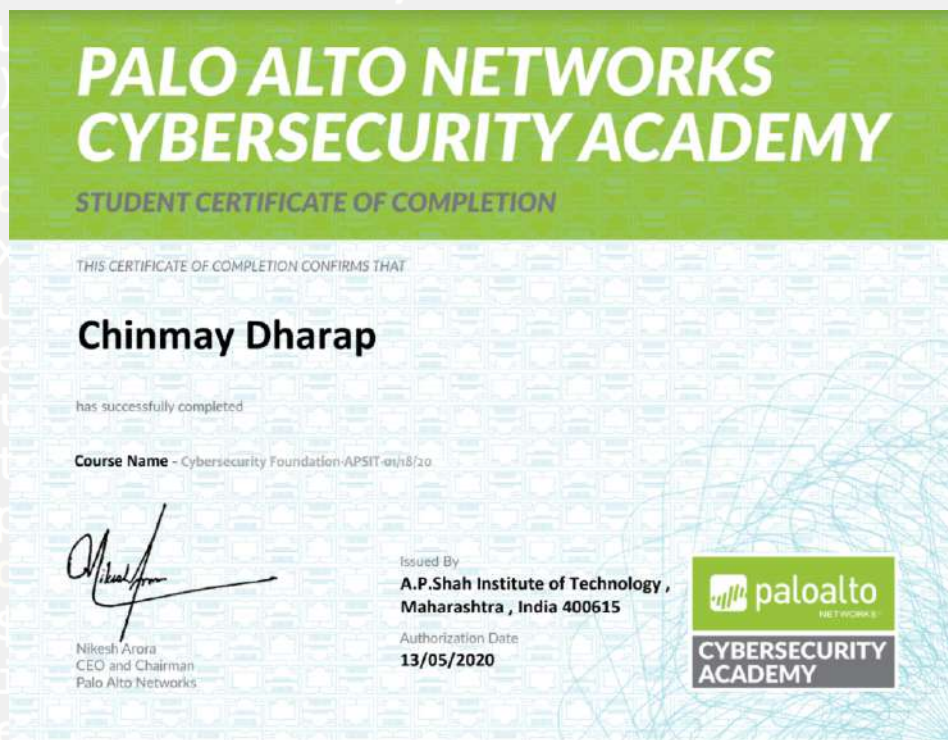 PALO ALTO NETWORKS
CYBERSECURITY ACADEMY
STUDENT CERTIFICATE OF COMPLETION
THIS CERTIFICATE OF COMPLETION CONFIRMS THAT
Chinmay Dharap
has successfully completed
Course Name - Cybersecurity Foundation-APSIT-01/18/20
Nikesh Arora
Nikesh Arora
CEO and Chairman
Palo Alto Networks
Issued By
A.P.Shah Institute of Technology ,
Maharashtra , India 400615
Authorization Date
13/05/2020
paloalto
NETWORKS
CYBERSECURITY
ACADEMY